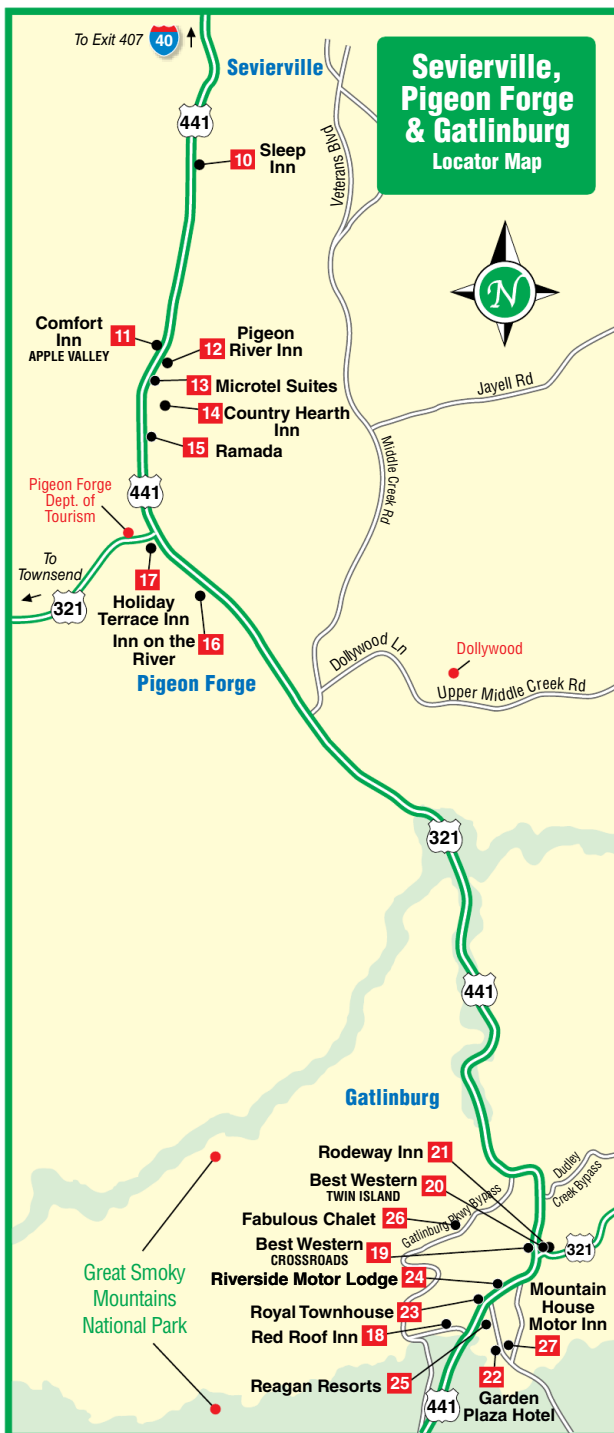 To Exit 407
40
Sevierville
Sevierville,
Pigeon Forge
& Gatlinburg
Locator Map
441
10 Sleep
Inn
Veterans Blvd
N
Comfort
Inn
APPLE VALLEY
11
12 Pigeon
River Inn
13 Microtel Suites
14 Country Hearth
Inn
15 Ramada
Jayell Rd
Middle Creek Rd
441
Pigeon Forge
Dept. of
Tourism
To
Townsend
321
17
Holiday
Terrace Inn
Inn on the
River
16
Pigeon Forge
Dollywood Ln
Dollywood
Upper Middle Creek Rd
321
441
Gatlinburg
Rodeway Inn 21
Best Western 20
TWIN ISLAND
Dudley
Creek Bypass
Fabulous Chalet 26
Gatlinburg Pkwy Bypass
Best Western 19
CROSSROADS
321
Riverside Motor Lodge 24
Great Smoky
Mountains
National Park
Royal Townhouse 23
Red Roof Inn 18
Mountain
House
Motor Inn
27
Reagan Resorts 25
22
Garden
Plaza Hotel
441